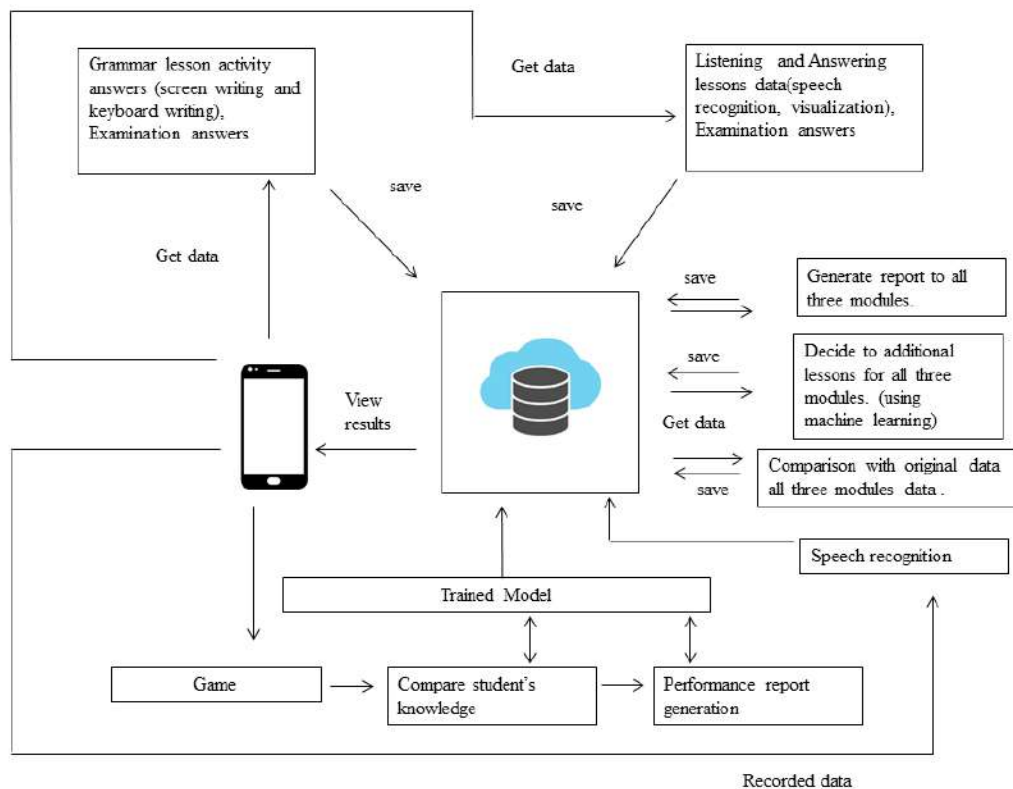 Grammar lesson activity
answers (screen writing and
keyboard writing),
Examination answers
Get data
Listening and Answering
lessons data(speech
recognition, visualization),
Examination answers
save
save
Get data
save
Generate report to all
three modules.
save
Decide to additional
lessons for all three
modules. (using
machine learning)
View
results
Get data
save
Comparison with original data
all three modules data .
Speech recognition
Trained Model
Game
Compare student's
knowledge
Performance report
generation
Recorded data